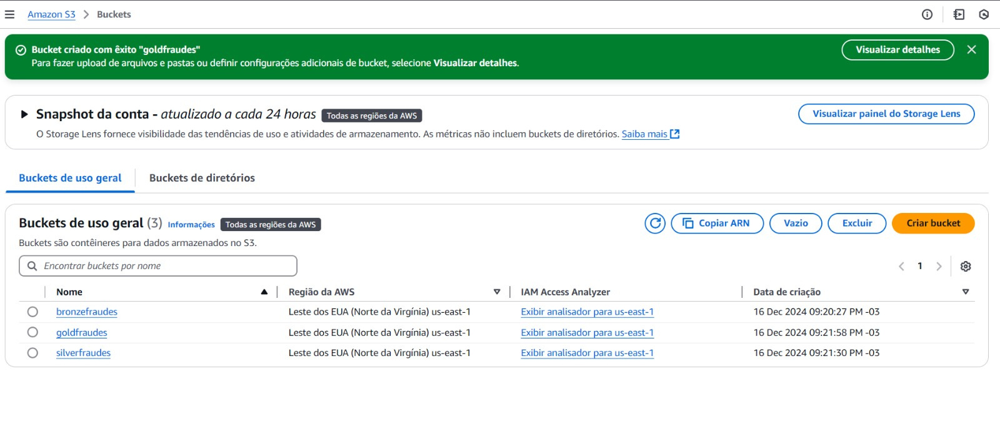 Amazon S3 > Buckets
Bucket criado com êxito "goldfraudes"
Para fazer upload de arquivos e pastas ou definir configurações adicionais de bucket, selecione Visualizar detalhes.
Visualizar detalhes
Snapshot da conta - atualizado a cada 24 horas Todas as regiões da AWS
O Storage Lens fornece visibilidade das tendências de uso e atividades de armazenamento. As métricas não incluem buckets de diretórios. Saiba mais
Visualizar painel do Storage Lens
Buckets de uso geral Buckets de diretórios
Buckets de uso geral (3) Informações Todas as regiões da AWS
Buckets são contêineres para dados armazenados no S3.
Copiar ARN Vazio Excluir Criar bucket
Encontrar buckets por nome
1
Nome Região da AWS IAM Access Analyzer Data de criação
bronzefraudes Leste dos EUA (Norte da Virgínia) us-east-1 Exibir analisador para us-east-1 16 Dec 2024 09:20:27 PM -03
goldfraudes Leste dos EUA (Norte da Virgínia) us-east-1 Exibir analisador para us-east-1 16 Dec 2024 09:21:58 PM -03
silverfraudes Leste dos EUA (Norte da Virgínia) us-east-1 Exibir analisador para us-east-1 16 Dec 2024 09:21:30 PM -03